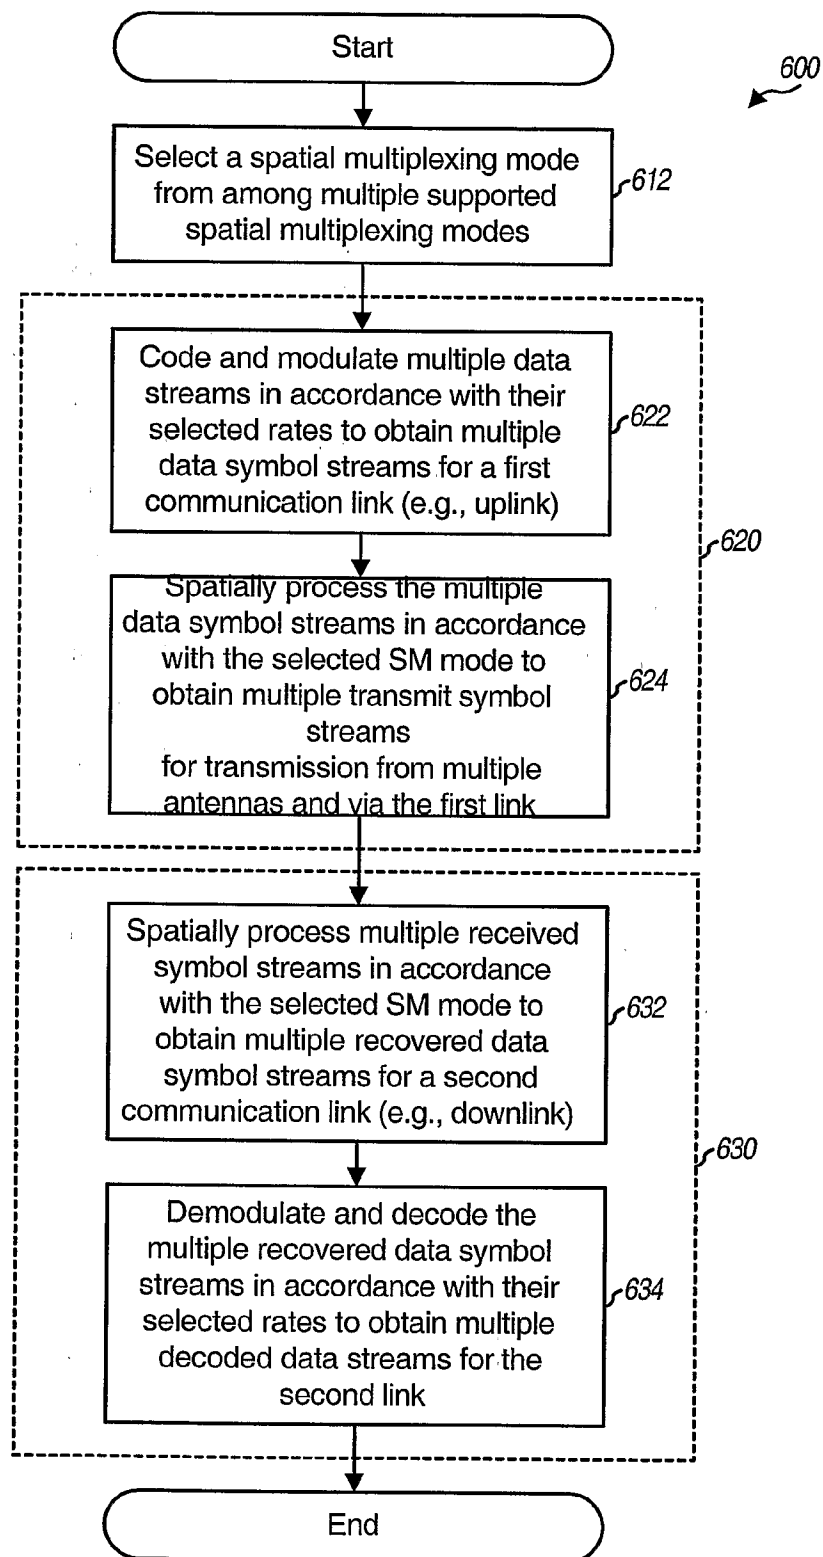 Start
600
Select a spatial multiplexing mode
from among multiple supported
spatial multiplexing modes
612
Code and modulate multiple data
streams in accordance with their
selected rates to obtain multiple
data symbol streams for a first
communication link (e.g., uplink)
622
620
Spatially process the multiple
data symbol streams in accordance
with the selected SM mode to
obtain multiple transmit symbol
streams
for transmission from multiple
antennas and via the first link
624
Spatially process multiple received
symbol streams in accordance
with the selected SM mode to
obtain multiple recovered data
symbol streams for a second
communication link (e.g., downlink)
632
630
Demodulate and decode the
multiple recovered data symbol
streams in accordance with their
selected rates to obtain multiple
decoded data streams for the
second link
634
End